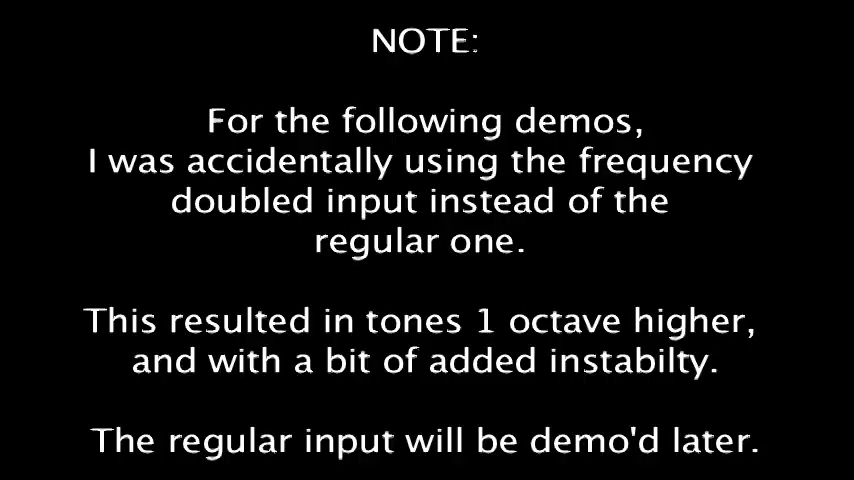 NOTE:
For the following demos,
I was accidentally using the frequency
doubled input instead of the
regular one.
This resulted in tones 1 octave higher,
and with a bit of added instabilty.
The regular input will be demo'd later.